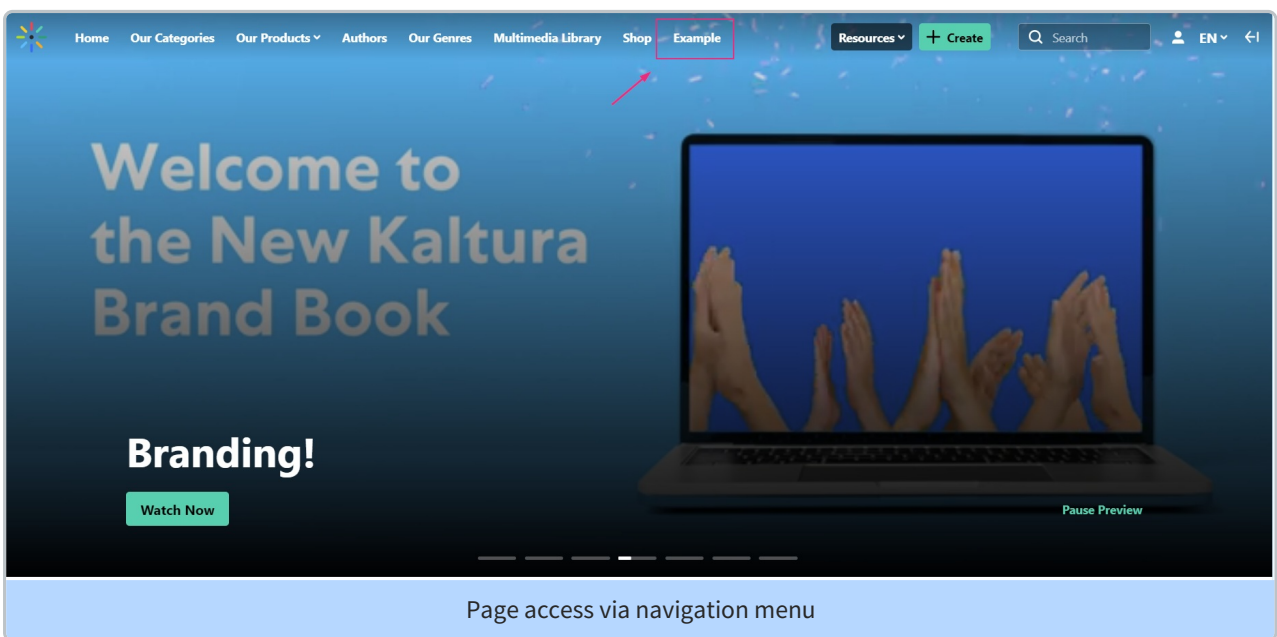 Home Our Categories Our Products Authors Our Genres Multimedia Library Shop Example Resources + Create Search EN
Welcome to
the New Kaltura
Brand Book
Branding!
Watch Now
Pause Preview
Page access via navigation menu